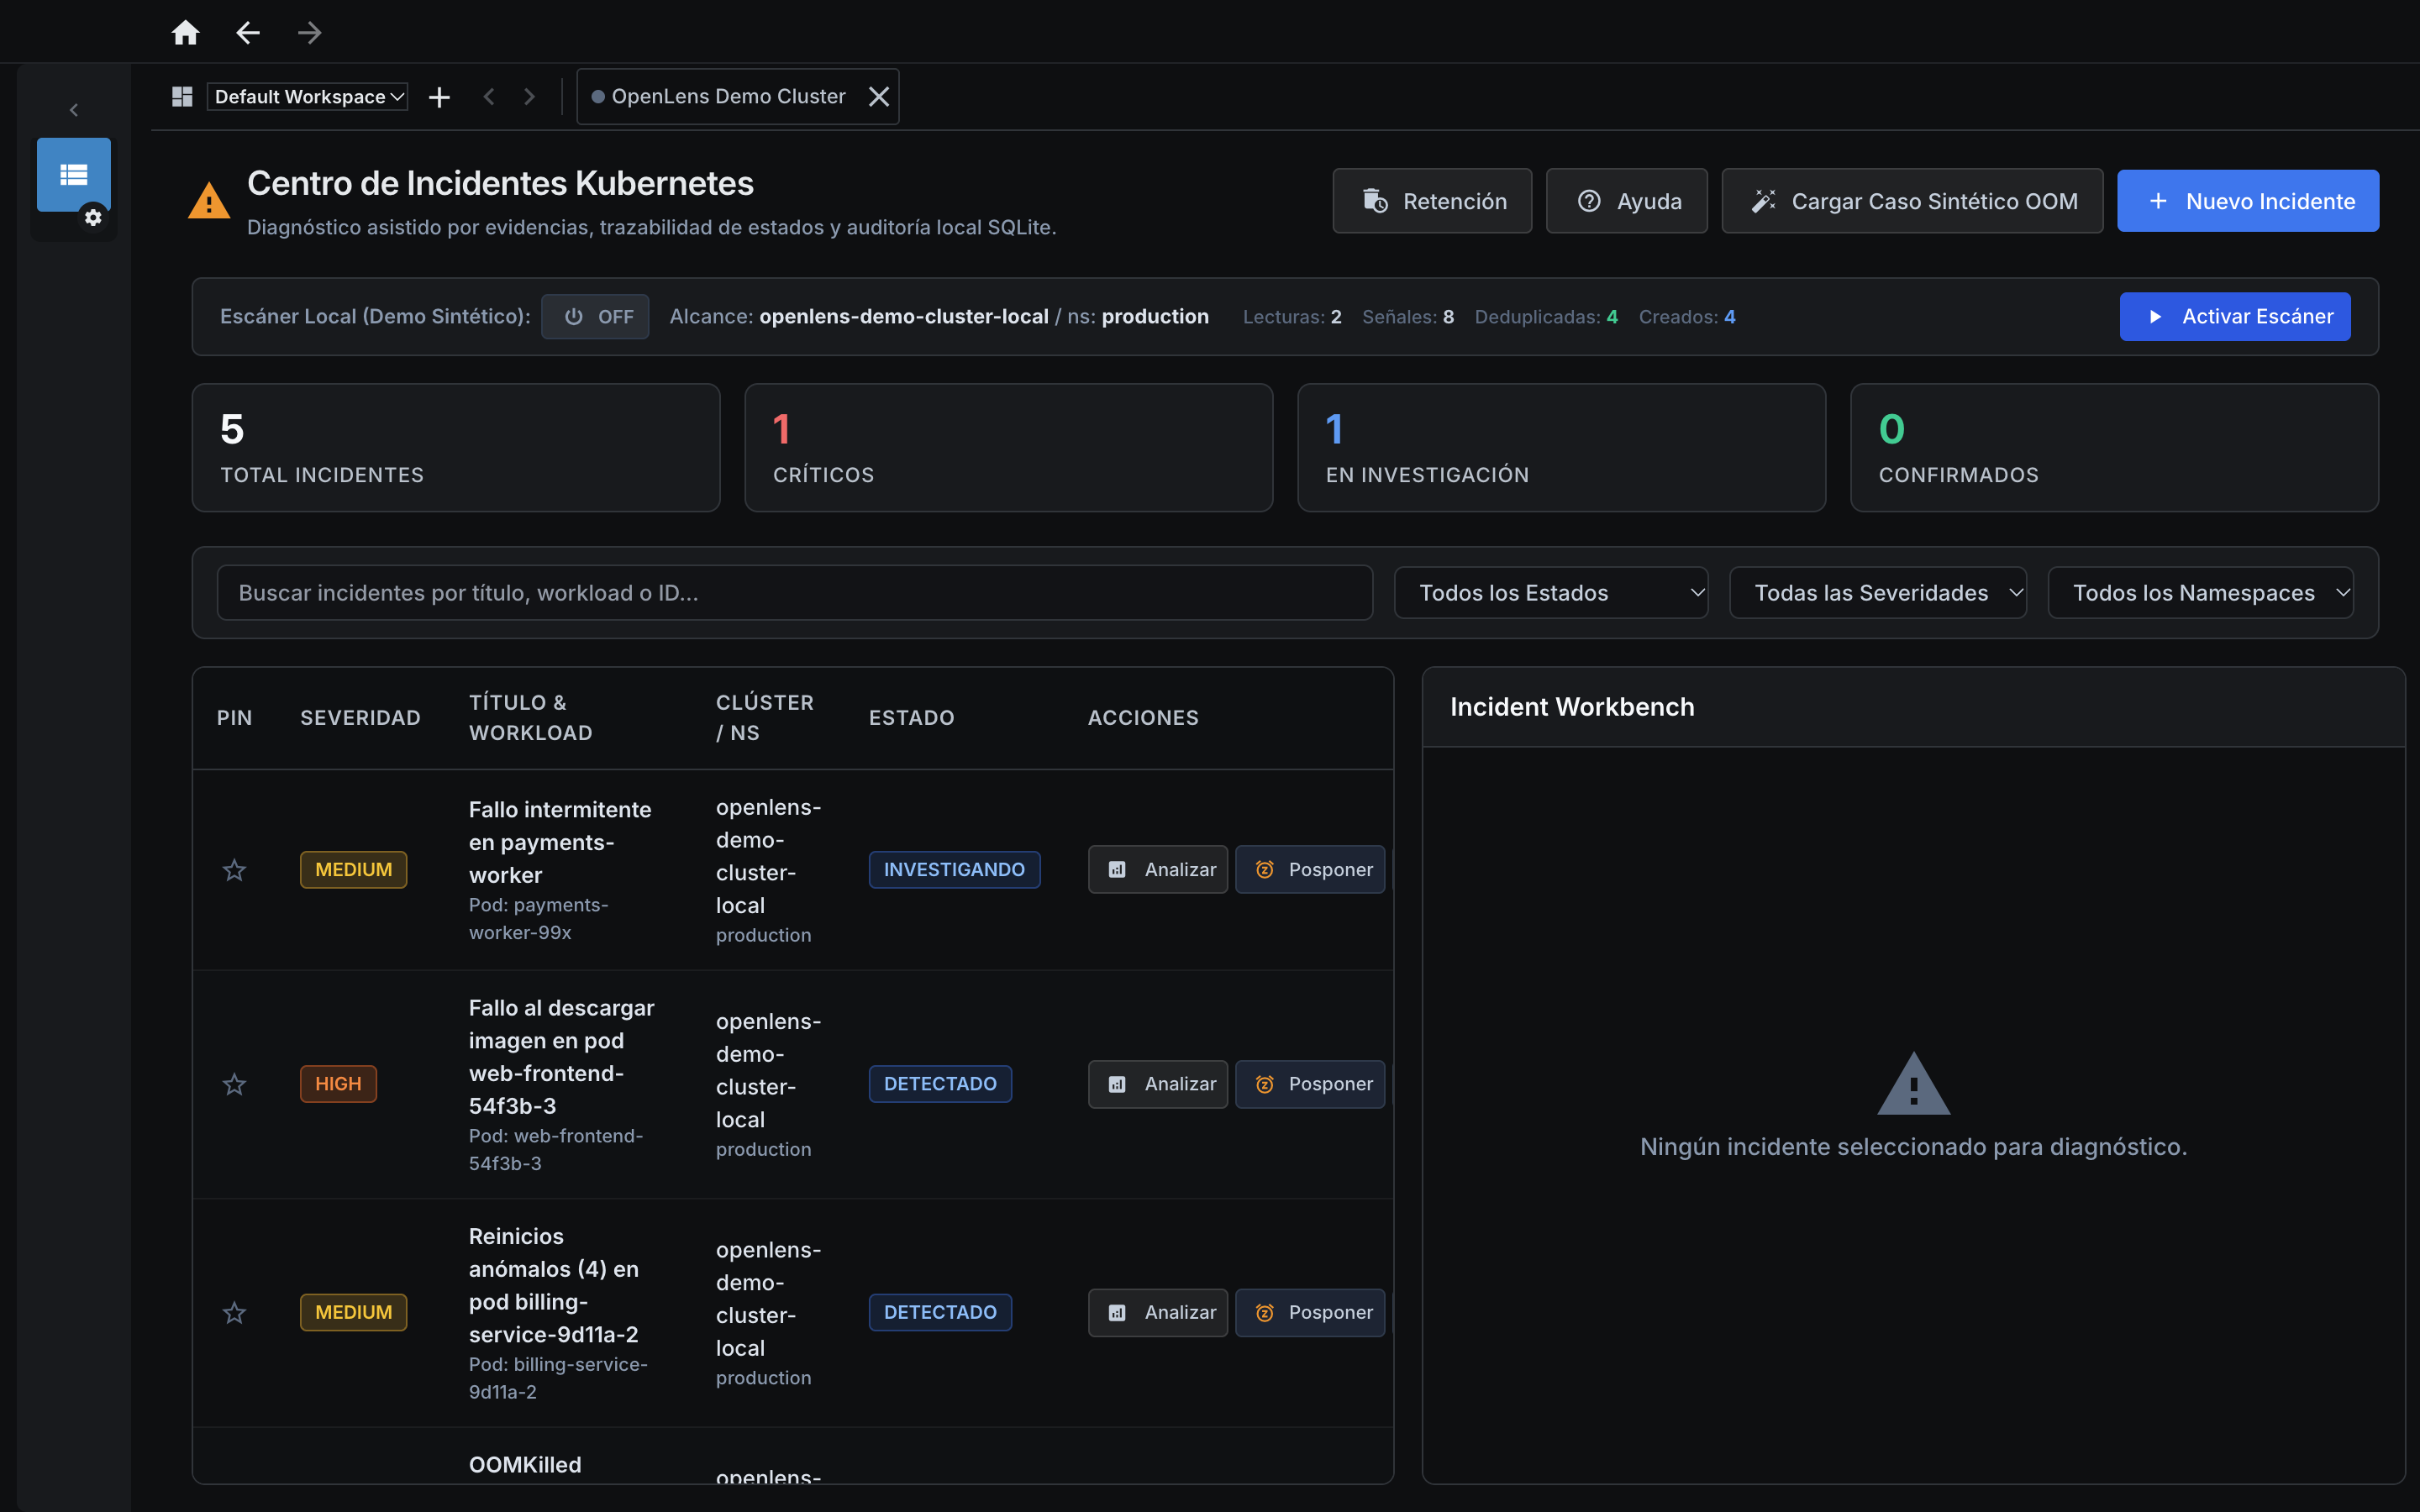 Default Workspace
OpenLens Demo Cluster
Centro de Incidentes Kubernetes
Diagnóstico asistido por evidencias, trazabilidad de estados y auditoría local SQLite.
Retención
Ayuda
Cargar Caso Sintético OOM
Nuevo Incidente
Escáner Local (Demo Sintético): OFF Alcance: openlens-demo-cluster-local / ns: production Lecturas: 2 Señales: 8 Deduplicadas: 4 Creados: 4 Activar Escáner
5
TOTAL INCIDENTES
1
CRÍTICOS
1
EN INVESTIGACIÓN
0
CONFIRMADOS
Buscar incidentes por título, workload o ID...
Todos los Estados
Todas las Severidades
Todos los Namespaces
PIN
SEVERIDAD
TÍTULO &
WORKLOAD
CLÚSTER
/ NS
ESTADO
ACCIONES
MEDIUM
Fallo intermitente
en payments-
worker
Pod: payments-
worker-99x
openlens-
demo-
cluster-
local
production
INVESTIGANDO
Analizar
Posponer
HIGH
Fallo al descargar
imagen en pod
web-frontend-
54f3b-3
Pod: web-frontend-
54f3b-3
openlens-
demo-
cluster-
local
production
DETECTADO
Analizar
Posponer
MEDIUM
Reinicios
anómalos (4) en
pod billing-
service-9d11a-2
Pod: billing-service-
9d11a-2
openlens-
demo-
cluster-
local
production
DETECTADO
Analizar
Posponer
OOMKilled
openlens-
Incident Workbench
Ningún incidente seleccionado para diagnóstico.